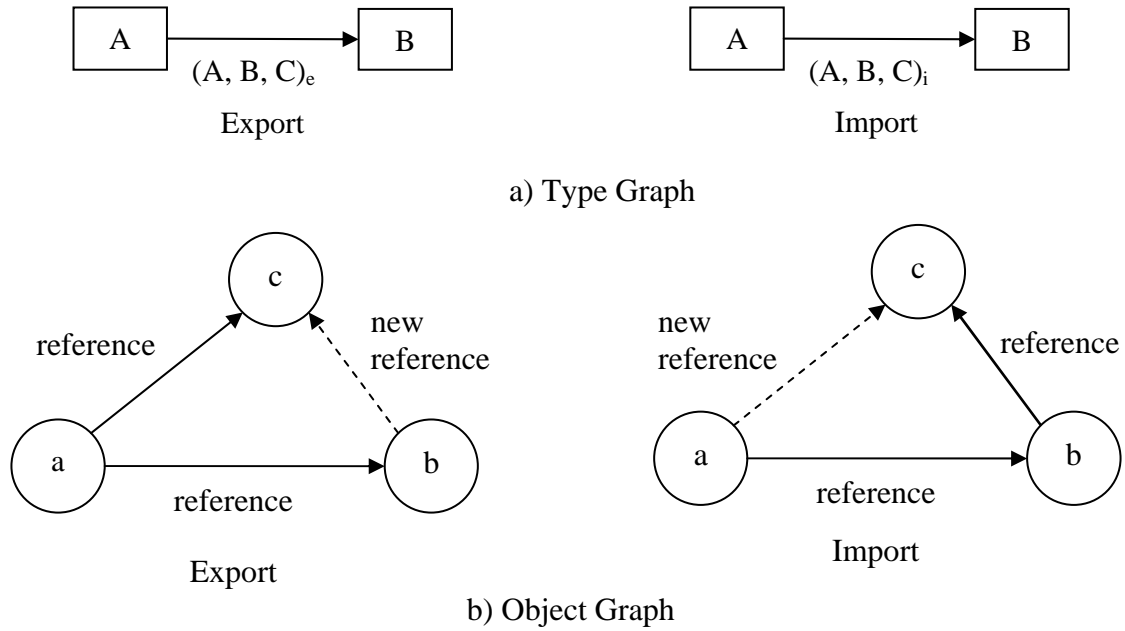 A
B
(A, B, C)e
Export
A
B
(A, B, C)i
Import
a) Type Graph
c
reference
new
reference
a
b
reference
Export
c
new
reference
reference
a
b
reference
Import
b) Object Graph